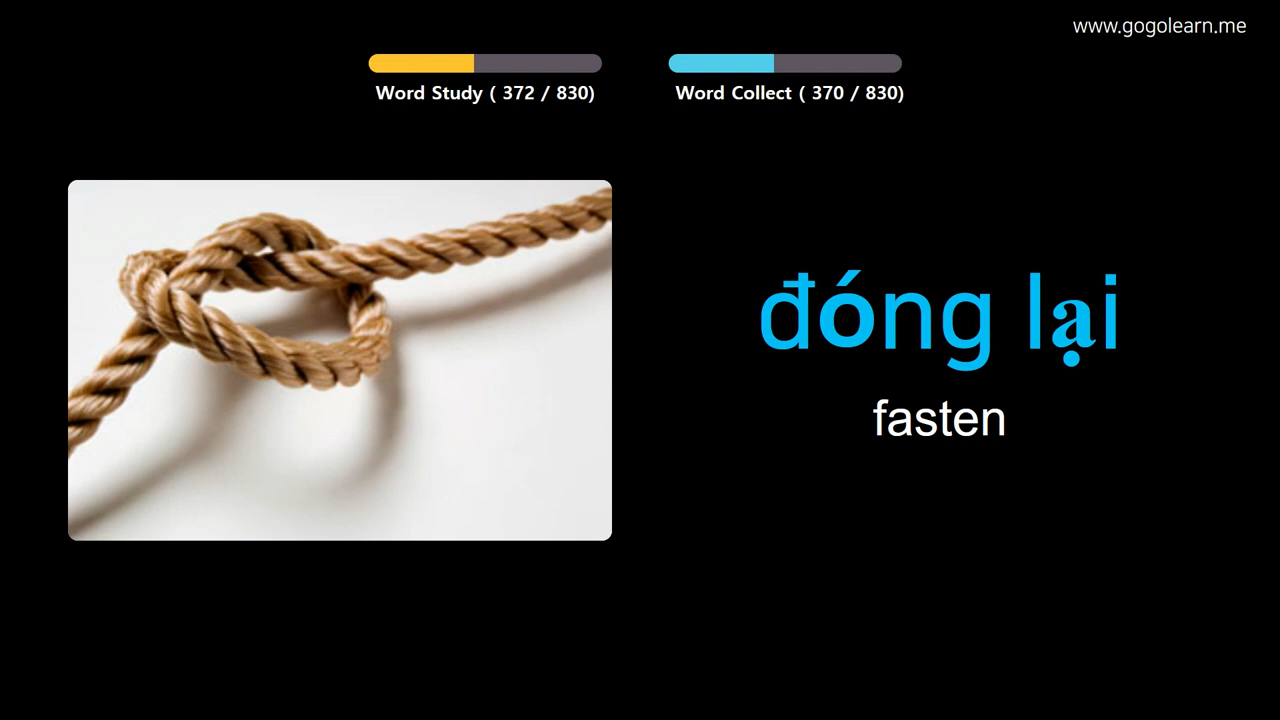 www.gogolearn.me
Word Study ( 372 / 830)
Word Collect ( 370 / 830)
đóng lại
fasten